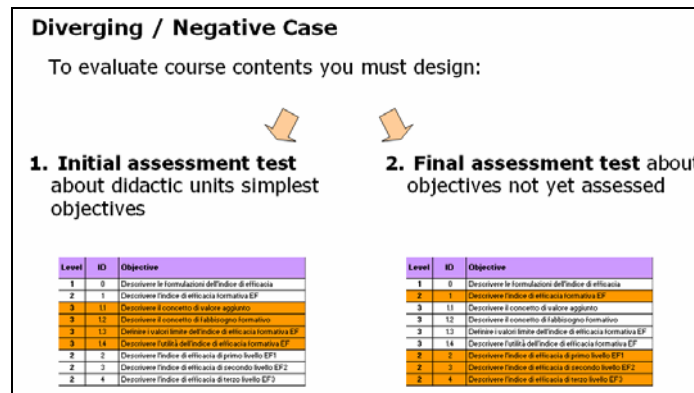 Diverging / Negative Case
To evaluate course contents you must design:
1. Initial assessment test
about didactic units simplest
objectives
2. Final assessment test about
objectives not yet assessed
Level ID Objective
1 0 Descrivere le formulazioni dell'indice di efficacia
2 1 Descrivere l'indice di efficacia formativa EF
3 1.1 Descrivere il concetto di valore aggiunto
3 1.2 Descrivere il concetto di fabbisogno formativo
3 1.3 Definire i valori limite dell'indice di efficacia formativa EF
3 1.4 Descrivere l'utilità dell'indice di efficacia formativa EF
2 2 Descrivere l'indice di efficacia di primo livello EF1
2 3 Descrivere l'indice di efficacia di secondo livello EF2
2 4 Descrivere l'indice di efficacia di terzo livello EF3
Level ID Objective
1 0 Descrivere le formulazioni dell'indice di efficacia
2 1 Descrivere l'indice di efficacia formativa EF
3 1.1 Descrivere il concetto di valore aggiunto
3 1.2 Descrivere il concetto di fabbisogno formativo
3 1.3 Definire i valori limite dell'indice di efficacia formativa EF
3 1.4 Descrivere l'utilità dell'indice di efficacia formativa EF
2 2 Descrivere l'indice di efficacia di primo livello EF1
2 3 Descrivere l'indice di efficacia di secondo livello EF2
2 4 Descrivere l'indice di efficacia di terzo livello EF3